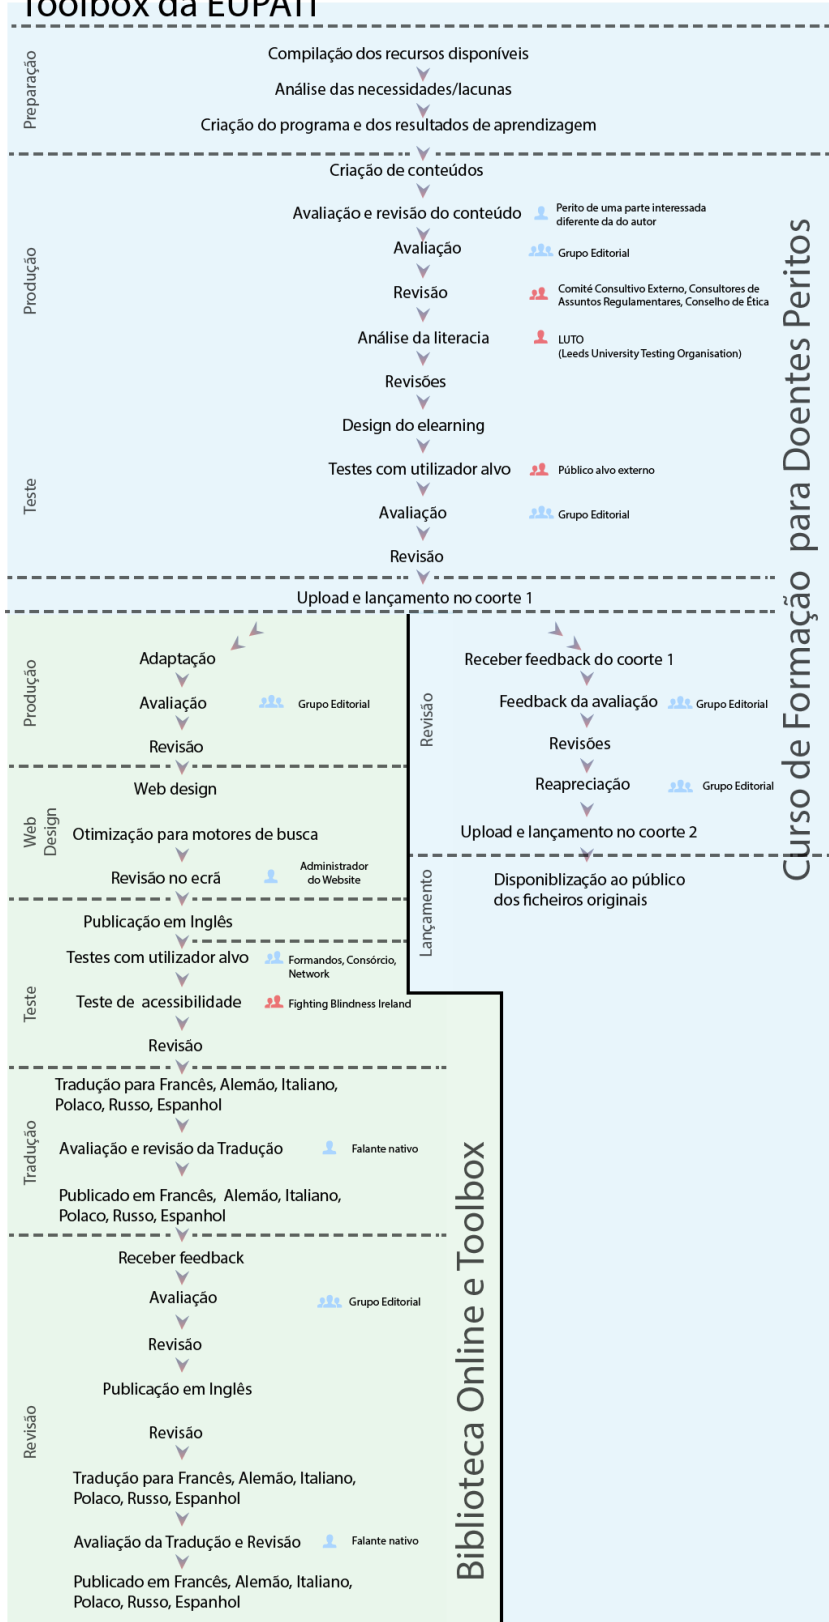 Toolbox da EUPATI
Preparação
Compilação dos recursos disponíveis
Análise das necessidades/lacunas
Criação do programa e dos resultados de aprendizagem
Produção
Criação de conteúdos
Avaliação e revisão do conteúdo
Perito de uma parte interessada
diferente da do autor
Avaliação
Grupo Editorial
Revisão
Comité Consultivo Externo, Consultores de
Assuntos Regulamentares, Conselho de Ética
Análise da literacia
LUTO
(Leeds University Testing Organisation)
Revisões
Design do elearning
Teste
Testes com utilizador alvo
Público alvo externo
Avaliação
Grupo Editorial
Revisão
Upload e lançamento no coorte 1
Curso de Formação para Doentes Peritos
Revisão
Receber feedback do coorte 1
Feedback da avaliação
Grupo Editorial
Revisões
Reapreciação
Grupo Editorial
Upload e lançamento no coorte 2
Lançamento
Disponiblização ao público
dos ficheiros originais
Produção
Adaptação
Avaliação
Grupo Editorial
Revisão
Web
Design
Web design
Otimização para motores de busca
Revisão no ecrã
Administrador
do Website
Publicação em Inglês
Teste
Testes com utilizador alvo
Formandos, Consórcio,
Network
Teste de acessibilidade
Fighting Blindness Ireland
Revisão
Tradução
Tradução para Francês, Alemão, Italiano,
Polaco, Russo, Espanhol
Avaliação e revisão da Tradução
Falante nativo
Publicado em Francês, Alemão, Italiano,
Polaco, Russo, Espanhol
Revisão
Receber feedback
Avaliação
Grupo Editorial
Revisão
Publicação em Inglês
Revisão
Tradução para Francês, Alemão, Italiano,
Polaco, Russo, Espanhol
Avaliação da Tradução e Revisão
Falante nativo
Publicado em Francês, Alemão, Italiano,
Polaco, Russo, Espanhol
Biblioteca Online e Toolbox